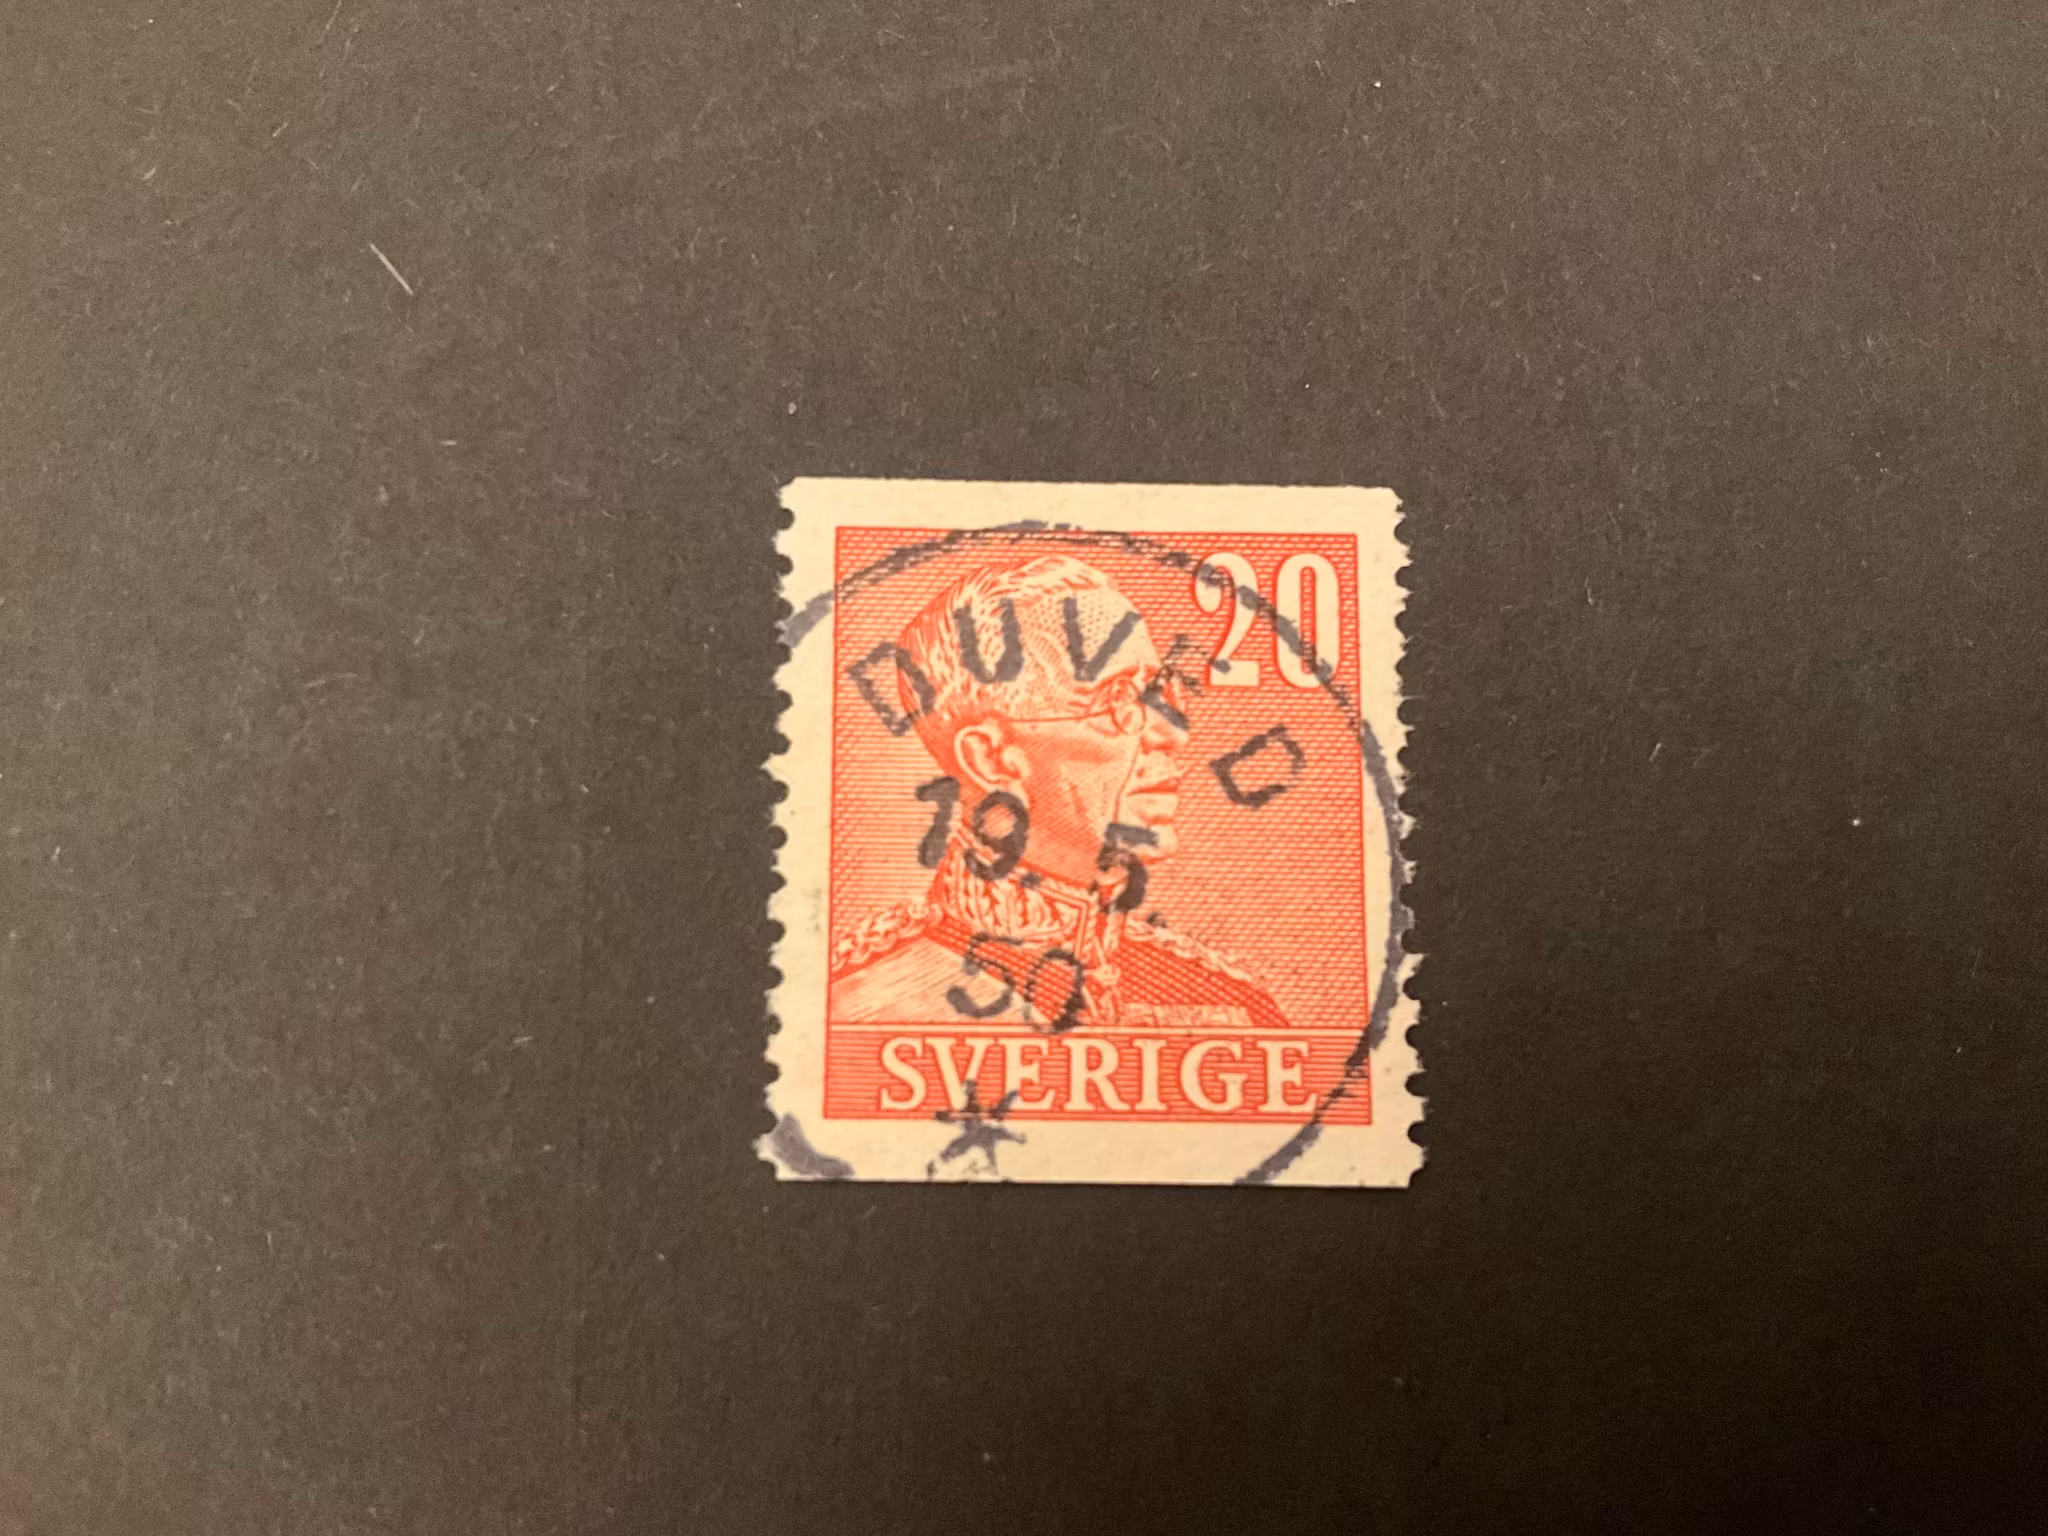 20
DUVED
19. 5.
50
SVERIGE
*